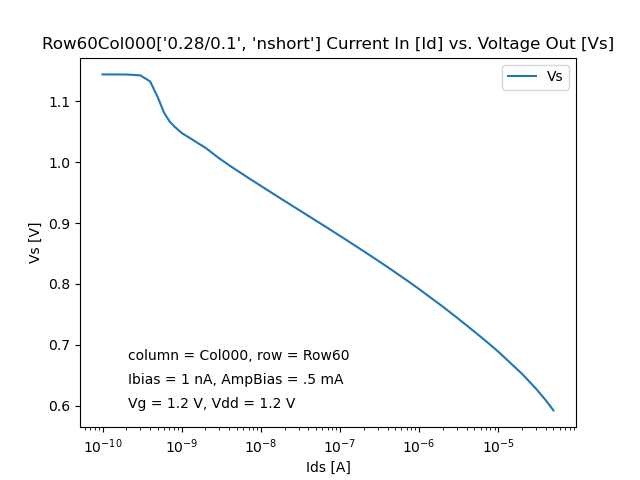 Row60Col000['0.28/0.1', 'nshort'] Current In [Id] vs. Voltage Out [Vs]
Vs
1.1
1.0
0.9
0.8
0.7
0.6
Vs [V]
column = Col000, row = Row60
Ibias = 1 nA, AmpBias = .5 mA
Vg = 1.2 V, Vdd = 1.2 V
10⁻¹⁰ 10⁻⁹ 10⁻⁸ 10⁻⁷ 10⁻⁶ 10⁻⁵
Ids [A]